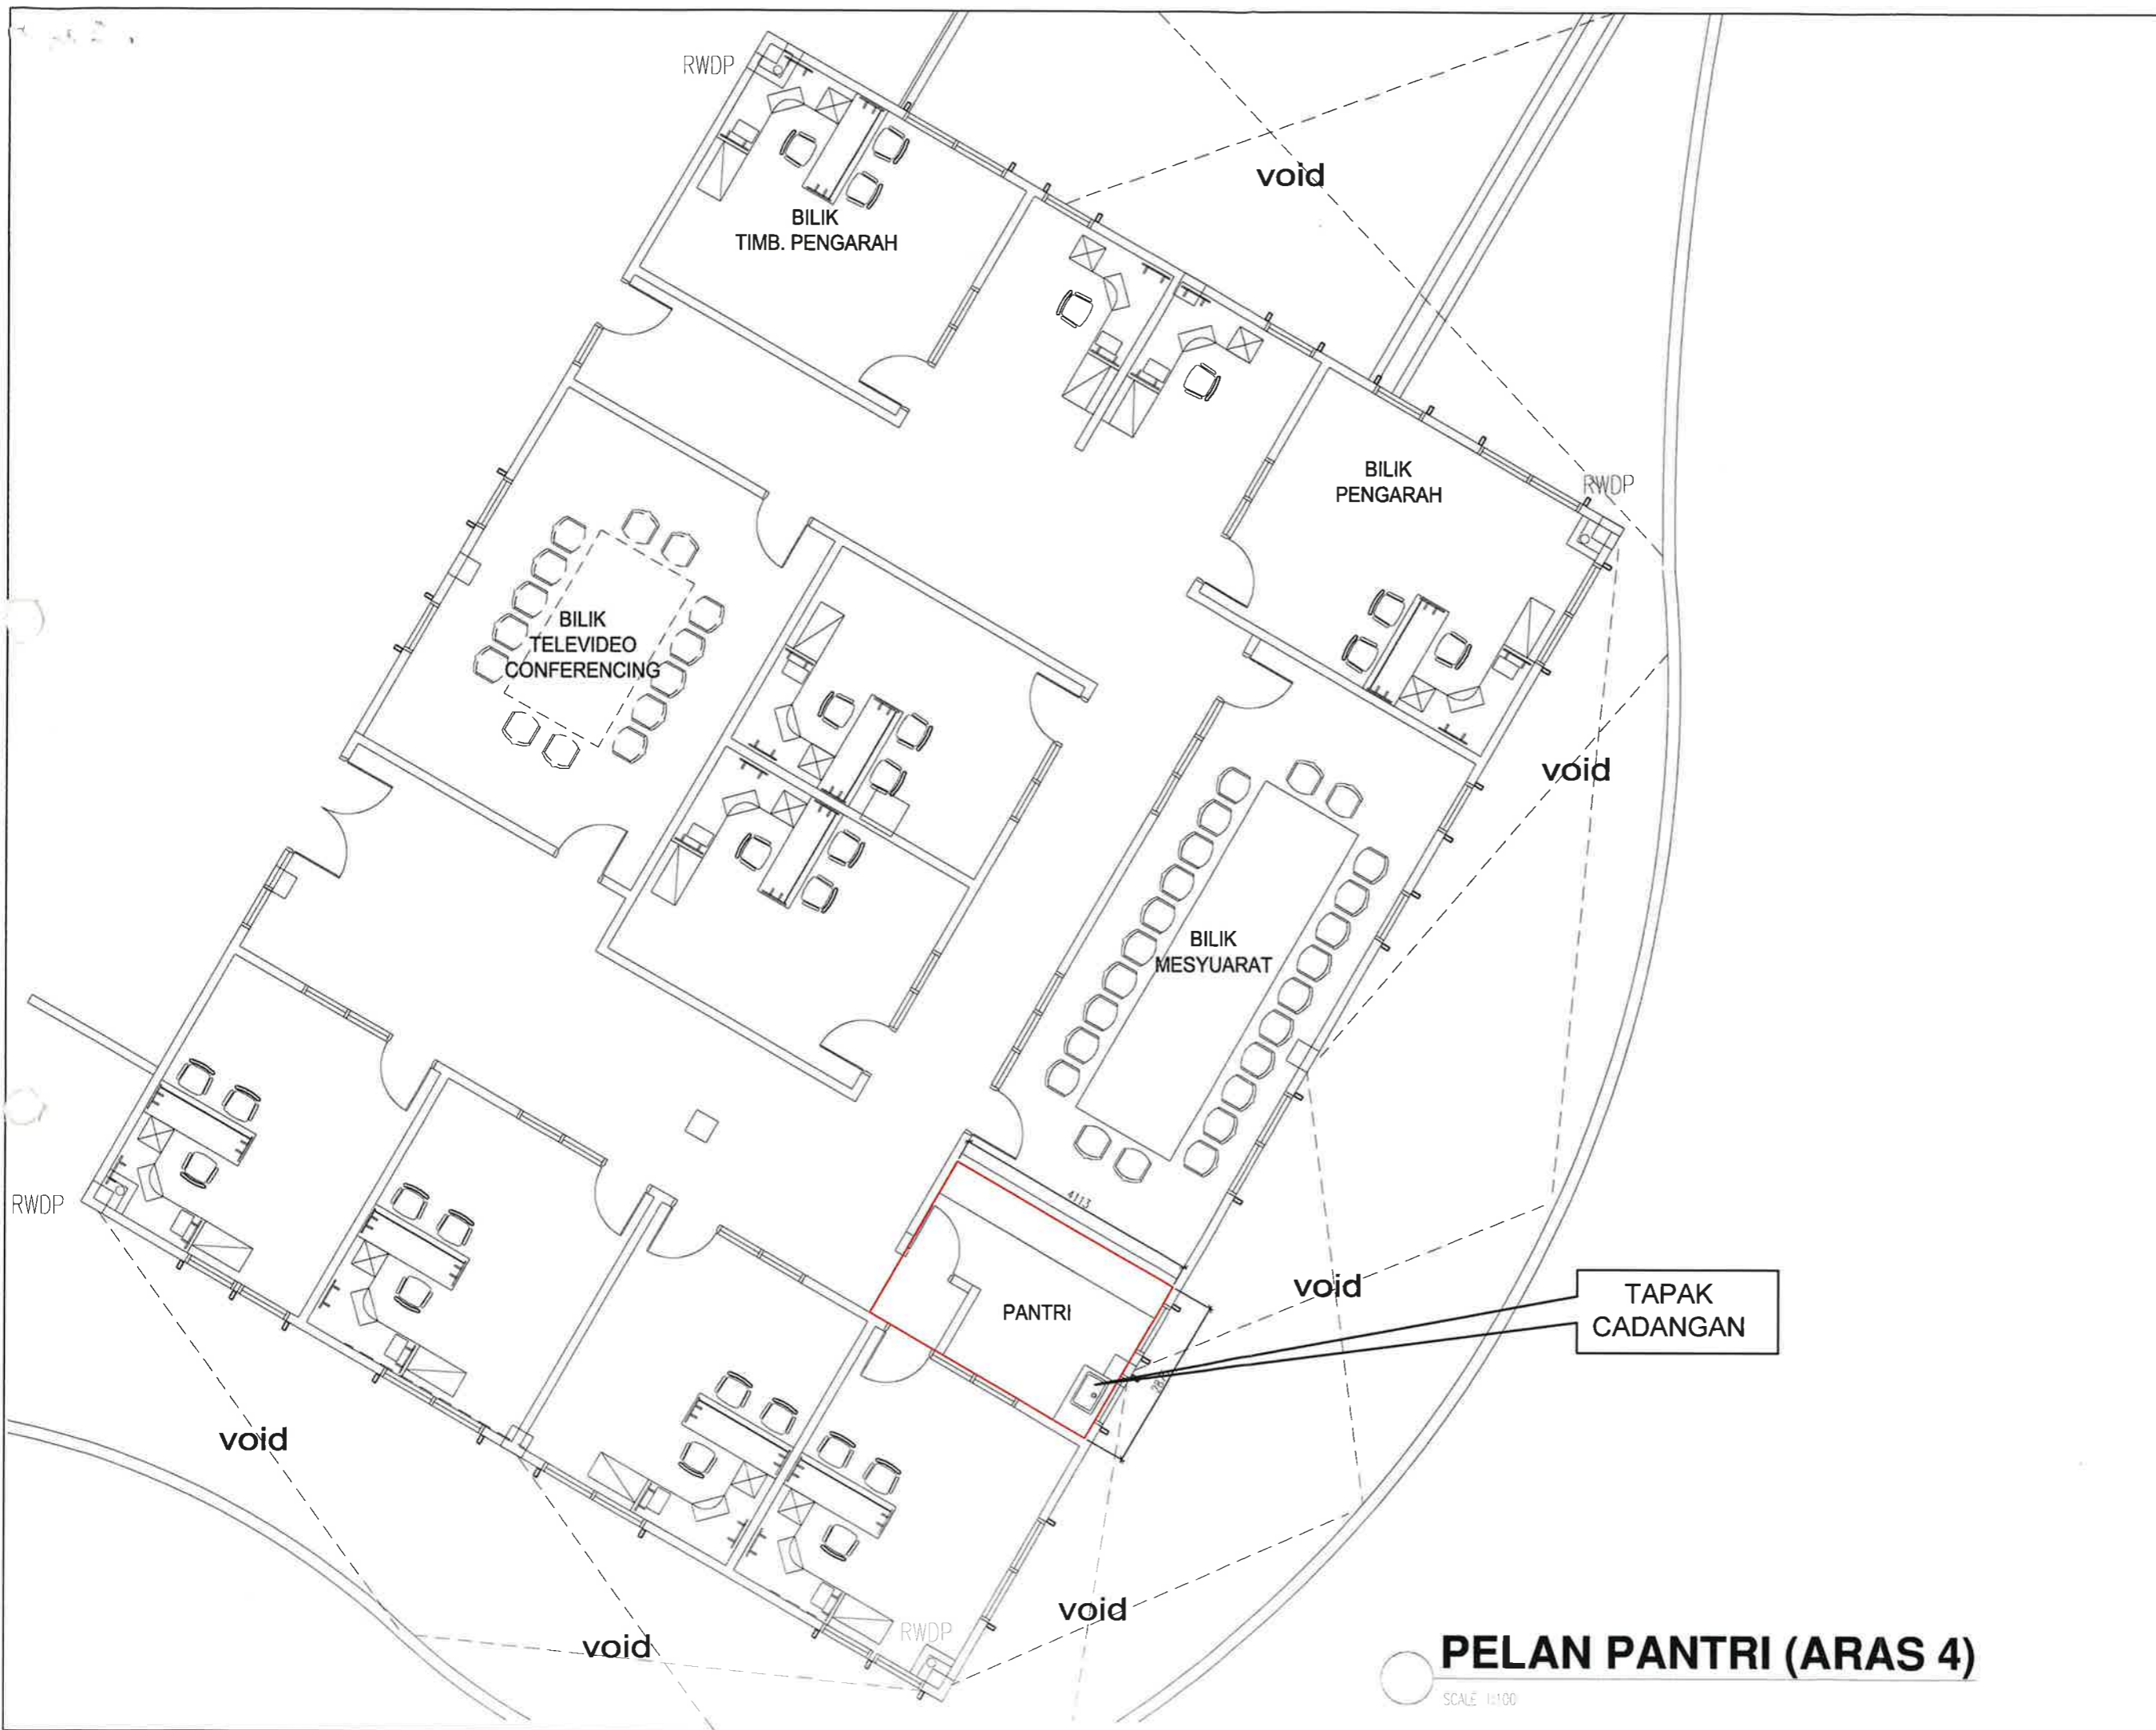 RWDP
void
BILIK
TIMB. PENGARAH
BILIK
PENGARAH
RWDP
BILIK
TELEVIDEO
CONFERENCING
void
BILIK
MESYUARAT
RWDP
4113
void
TAPAK
CADANGAN
PANTRI
void
void
void
RWDP
PELAN PANTRI (ARAS 4)
SCALE 1:100